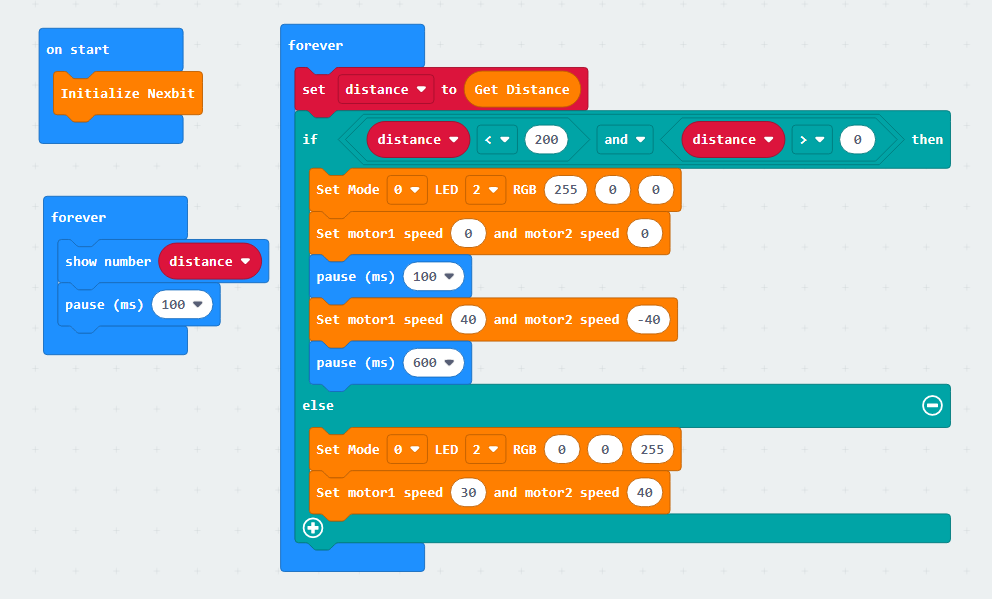 on start
Initialize Nexbit
forever
show number distance
pause (ms) 100
forever
set distance to Get Distance
if distance < 200 and distance > 0 then
Set Mode 0 LED 2 RGB 255 0 0
Set motor1 speed 0 and motor2 speed 0
pause (ms) 100
Set motor1 speed 40 and motor2 speed -40
pause (ms) 600
else
Set Mode 0 LED 2 RGB 0 0 255
Set motor1 speed 30 and motor2 speed 40